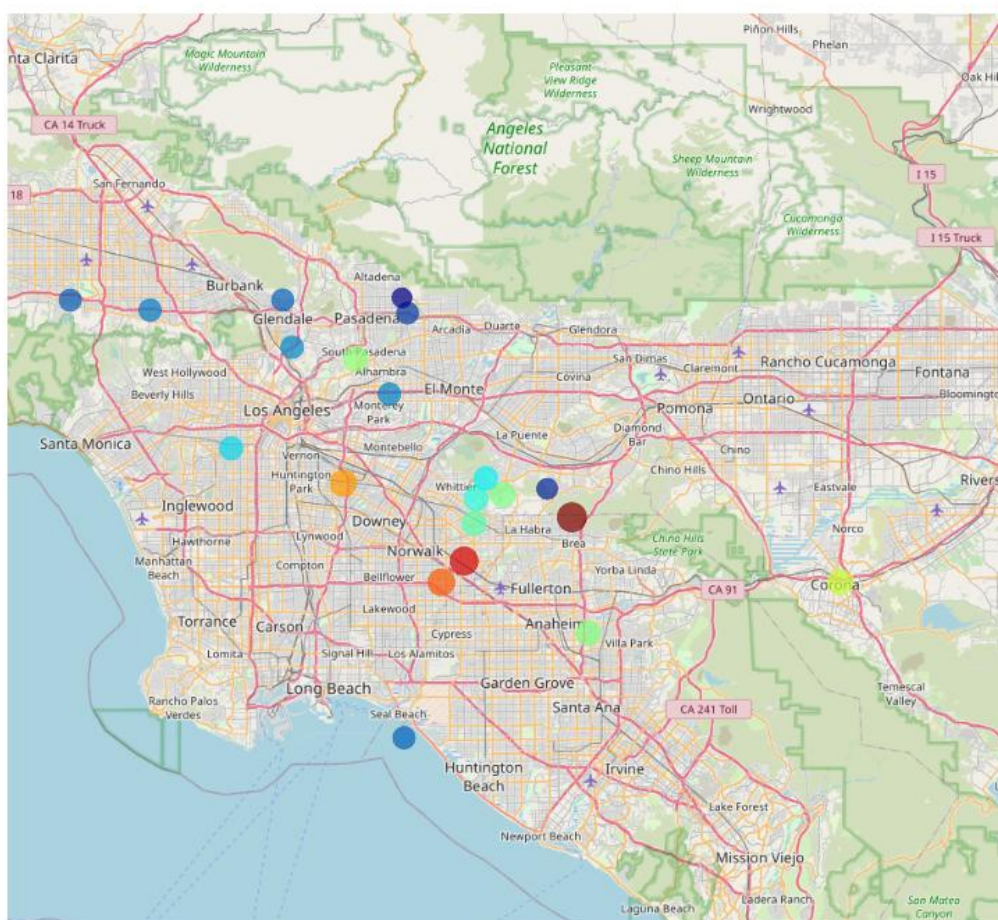 Piñon Hills
Phelan
nta Clarita
Magic Mountain
Wilderness
Pleasant
View Ridge
Wilderness
Oak Hil
Wrightwood
CA 14 Truck
Angeles
National
Forest
Sheep Mountain
Wilderness
I 15
San Fernando
18
Cucamonga
Wilderness
I 15 Truck
Altadena
Burbank
Glendale
Pasadena
Arcadia
Duarte
Glendora
South Pasadena
San Dimas
Claremont
Rancho Cucamonga
Fontana
West Hollywood
Alhambra
Covina
Beverly Hills
El Monte
Bloomington
Ontario
Los Angeles
Monterey
Park
Pomona
Santa Monica
Montebello
La Puente
Diamond
Bar
Chino
Vernon
Huntington
Park
Whittier
Chino Hills
Eastvale
Rivers
Inglewood
Downey
La Habra
Norco
Hawthorne
Lynwood
Brea
Chino Hills
State Park
Manhattan
Beach
Compton
Norwalk
Bellflower
Yorba Linda
Corona
Fullerton
CA 91
Lakewood
Torrance
Carson
Cypress
Anaheim
Villa Park
Lomita
Signal Hill
Los Alamitos
Long Beach
Garden Grove
Temescal
Valley
Rancho Palos
Verdes
Seal Beach
Santa Ana
CA 241 Toll
Huntington
Beach
Irvine
Lake Forest
Newport Beach
Mission Viejo
Ladera Ranch
Laguna Beach
San Mateo
Canyon